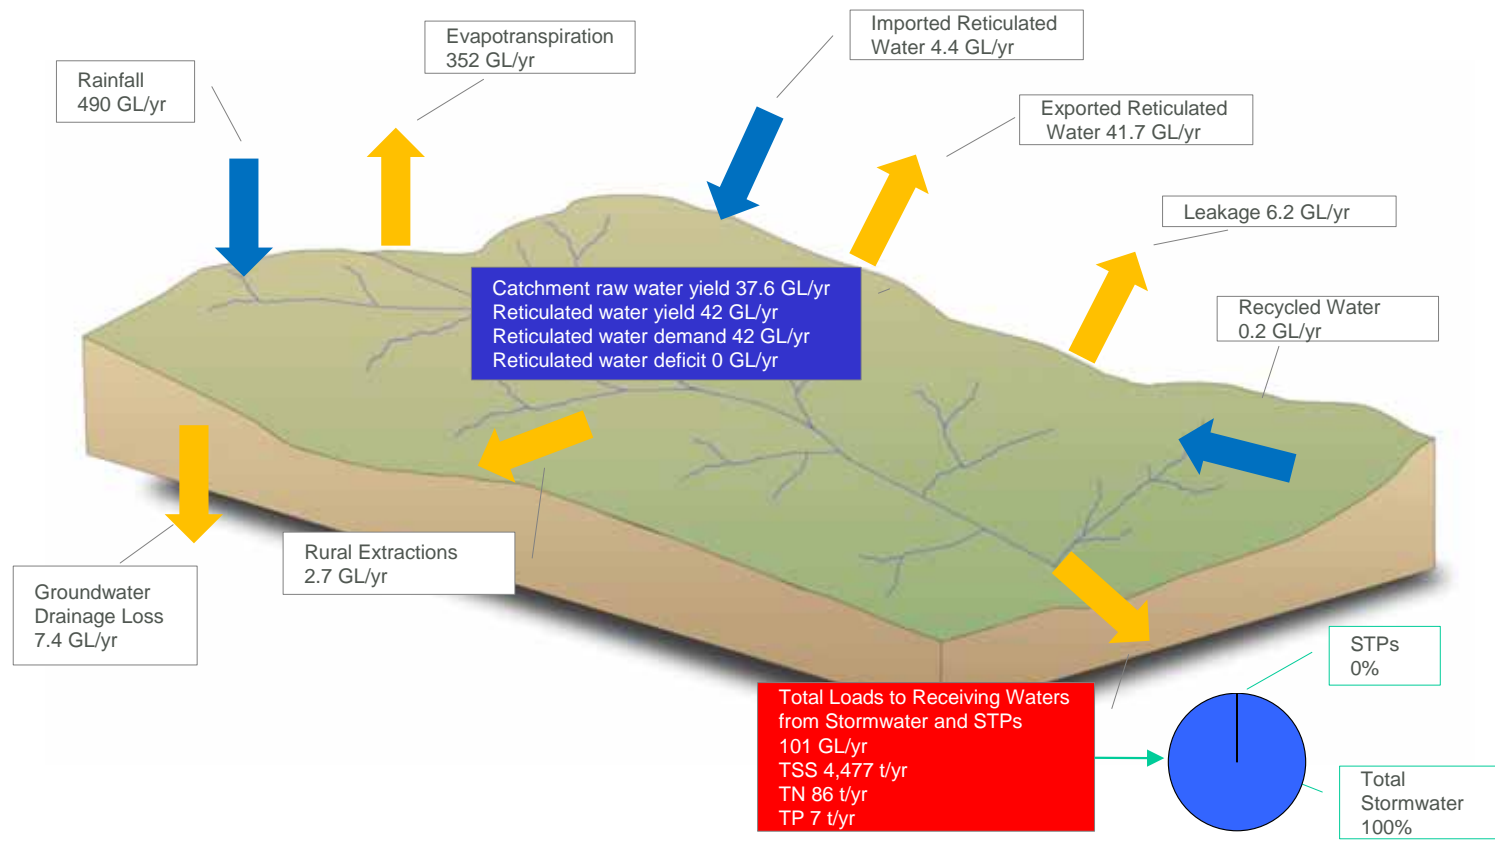 Evapotranspiration
352 GL/yr
Imported Reticulated
Water 4.4 GL/yr
Rainfall
490 GL/yr
Exported Reticulated
Water 41.7 GL/yr
Leakage 6.2 GL/yr
Catchment raw water yield 37.6 GL/yr
Reticulated water yield 42 GL/yr
Reticulated water demand 42 GL/yr
Reticulated water deficit 0 GL/yr
Recycled Water
0.2 GL/yr
Rural Extractions
2.7 GL/yr
Groundwater
Drainage Loss
7.4 GL/yr
Total Loads to Receiving Waters
from Stormwater and STPs
101 GL/yr
TSS 4,477 t/yr
TN 86 t/yr
TP 7 t/yr
STPs
0%
Total
Stormwater
100%